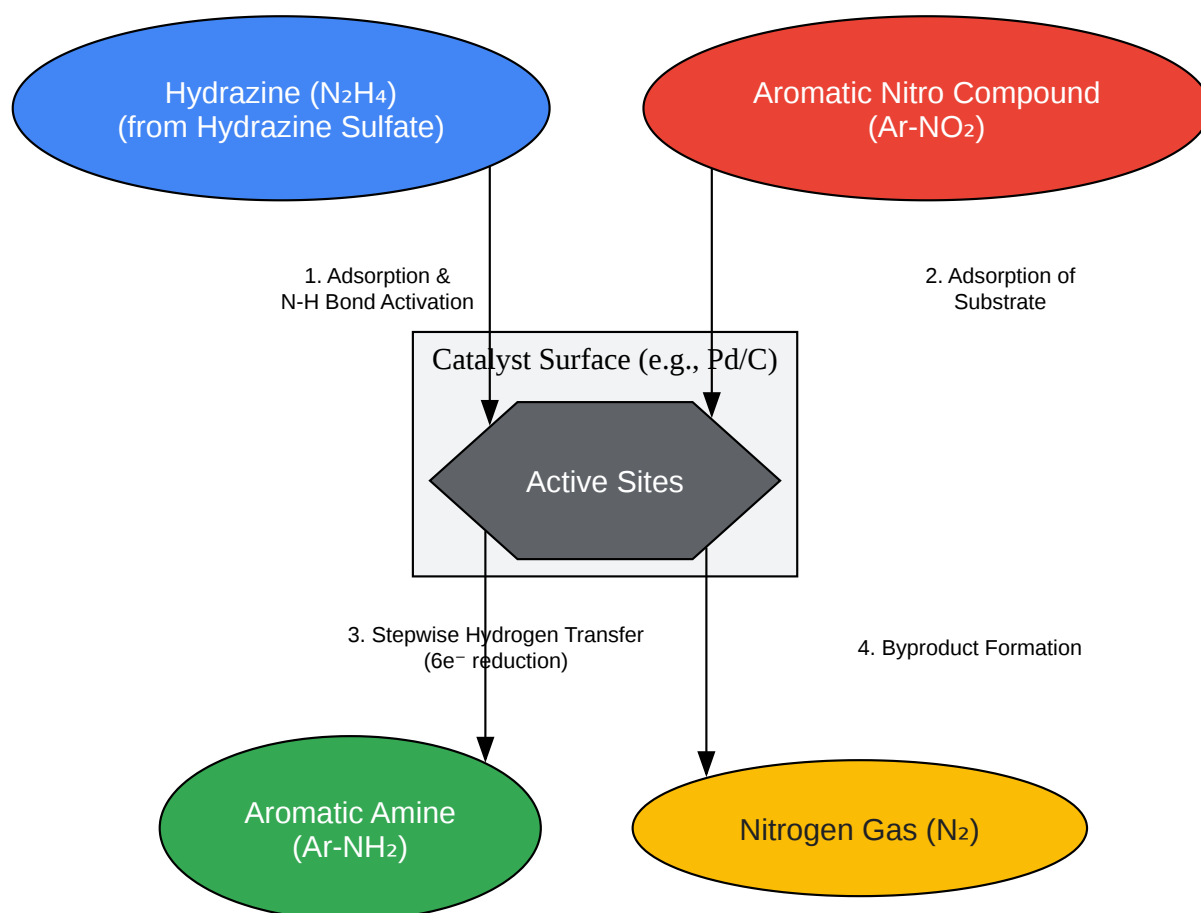 Hydrazine (N₂H₄)
(from Hydrazine Sulfate)
Aromatic Nitro Compound
(Ar-NO₂)
1. Adsorption &
N-H Bond Activation
2. Adsorption of
Substrate
Catalyst Surface (e.g., Pd/C)
Active Sites
3. Stepwise Hydrogen Transfer
(6e⁻ reduction)
4. Byproduct Formation
Aromatic Amine
(Ar-NH₂)
Nitrogen Gas (N₂)